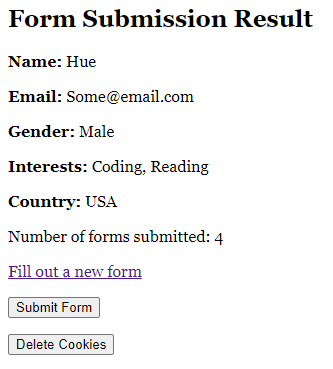 Form Submission Result
Name: Hue
Email: Some@email.com
Gender: Male
Interests: Coding, Reading
Country: USA
Number of forms submitted: 4
Fill out a new form
Submit Form
Delete Cookies